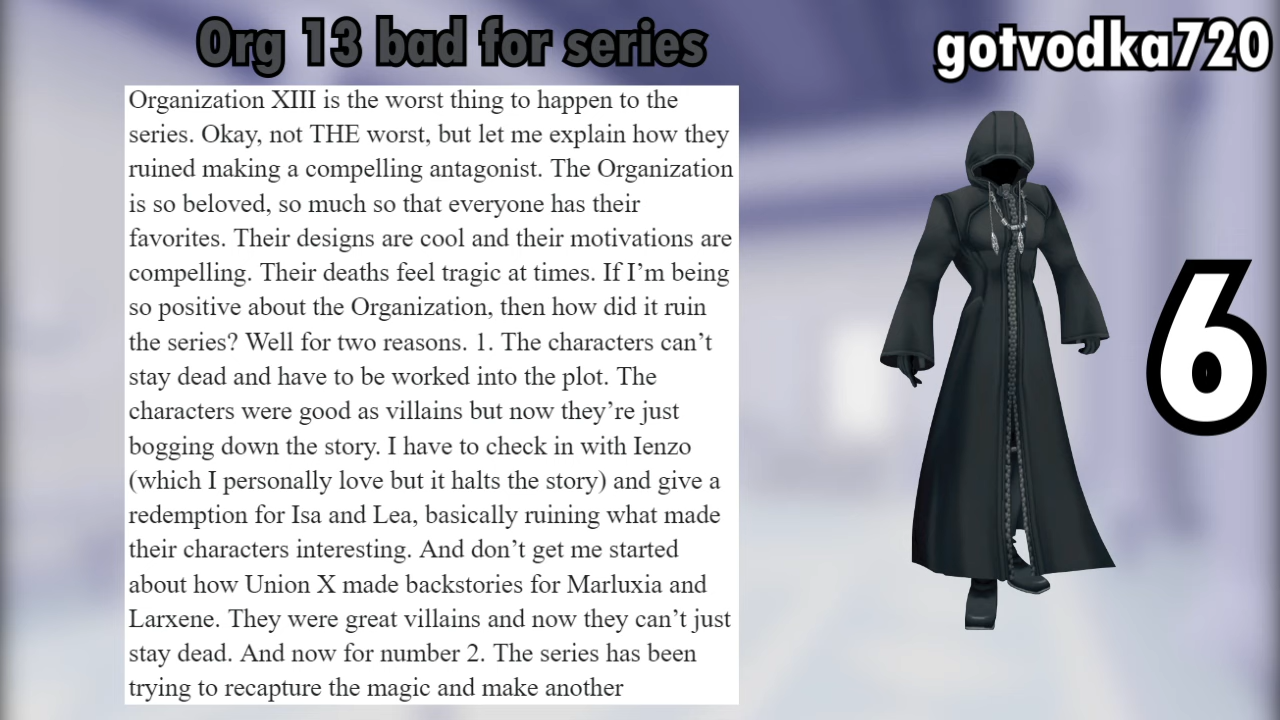 Org 13 bad for series
gotvodka720
Organization XIII is the worst thing to happen to the
series. Okay, not THE worst, but let me explain how they
ruined making a compelling antagonist. The Organization
is so beloved, so much so that everyone has their
favorites. Their designs are cool and their motivations are
compelling. Their deaths feel tragic at times. If I’m being
so positive about the Organization, then how did it ruin
the series? Well for two reasons. 1. The characters can’t
stay dead and have to be worked into the plot. The
characters were good as villains but now they’re just
bogging down the story. I have to check in with Ienzo
(which I personally love but it halts the story) and give a
redemption for Isa and Lea, basically ruining what made
their characters interesting. And don’t get me started
about how Union X made backstories for Marluxia and
Larxene. They were great villains and now they can’t just
stay dead. And now for number 2. The series has been
trying to recapture the magic and make another
6